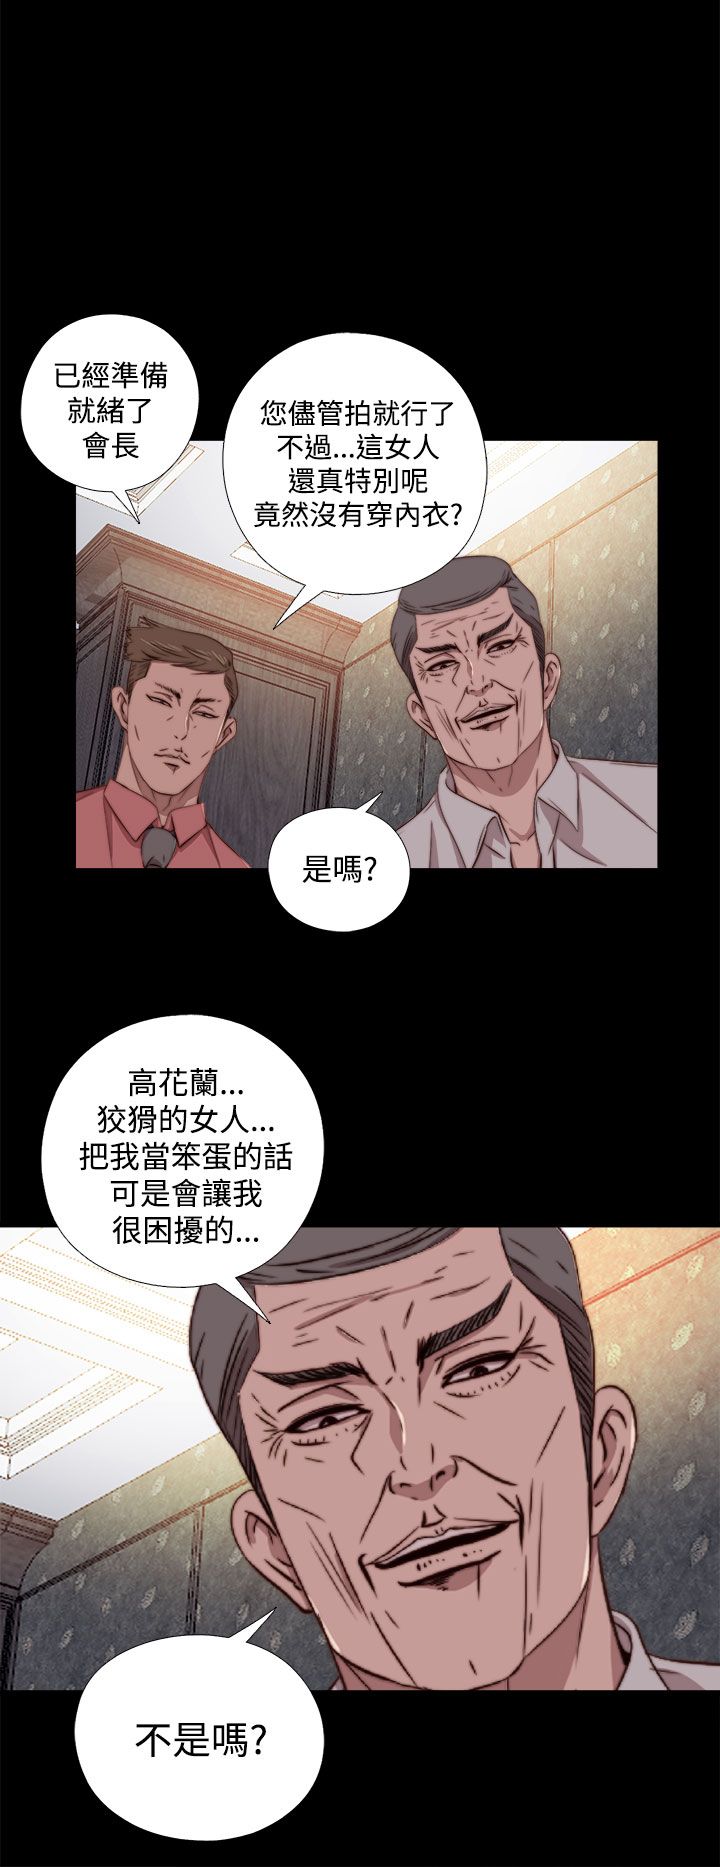 已經準備
就緒了
會長
您儘管拍就行了
不過...這女人
還真特別呢
竟然沒有穿內衣?
是嗎?
高花蘭...
狡猾的女人...
把我當笨蛋的話
可是會讓我
很困擾的...
不是嗎?